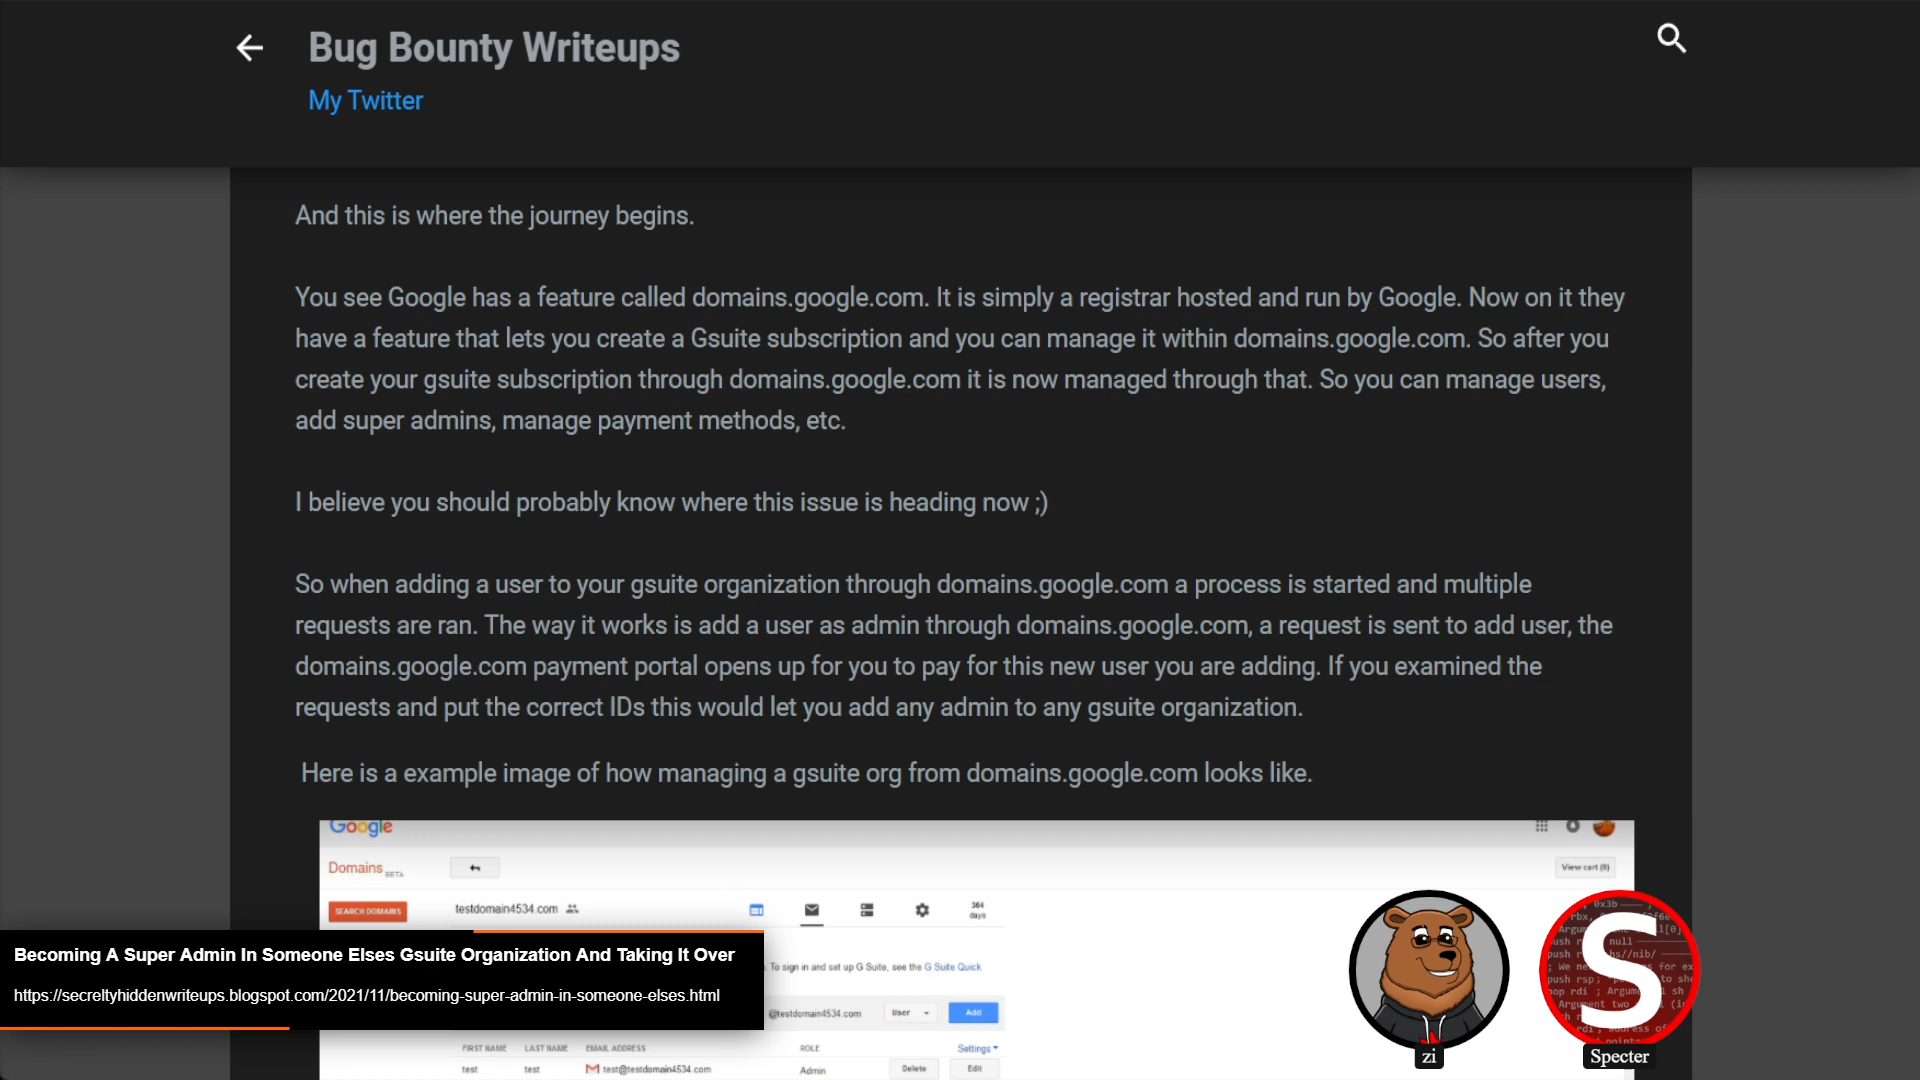 Bug Bounty Writeups
My Twitter
And this is where the journey begins.
You see Google has a feature called domains.google.com. It is simply a registrar hosted and run by Google. Now on it they
have a feature that lets you create a Gsuite subscription and you can manage it within domains.google.com. So after you
create your gsuite subscription through domains.google.com it is now managed through that. So you can manage users,
add super admins, manage payment methods, etc.
I believe you should probably know where this issue is heading now ;)
So when adding a user to your gsuite organization through domains.google.com a process is started and multiple
requests are ran. The way it works is add a user as admin through domains.google.com, a request is sent to add user, the
domains.google.com payment portal opens up for you to pay for this new user you are adding. If you examined the
requests and put the correct IDs this would let you add any admin to any gsuite organization.
Here is a example image of how managing a gsuite org from domains.google.com looks like.
Google
Domains BETA
View cart (0)
SEARCH DOMAINS
testdomain4534.com
364
days
Becoming A Super Admin In Someone Elses Gsuite Organization And Taking It Over
https://secreltyhiddenwriteups.blogspot.com/2021/11/becoming-super-admin-in-someone-elses.html
To sign in and set up G Suite, see the G Suite Quick
@testdomain4534.com User Add
FIRST NAME LAST NAME EMAIL ADDRESS ROLE Settings
test test test@testdomain4534.com Admin Delete Edit
S
zi
Specter